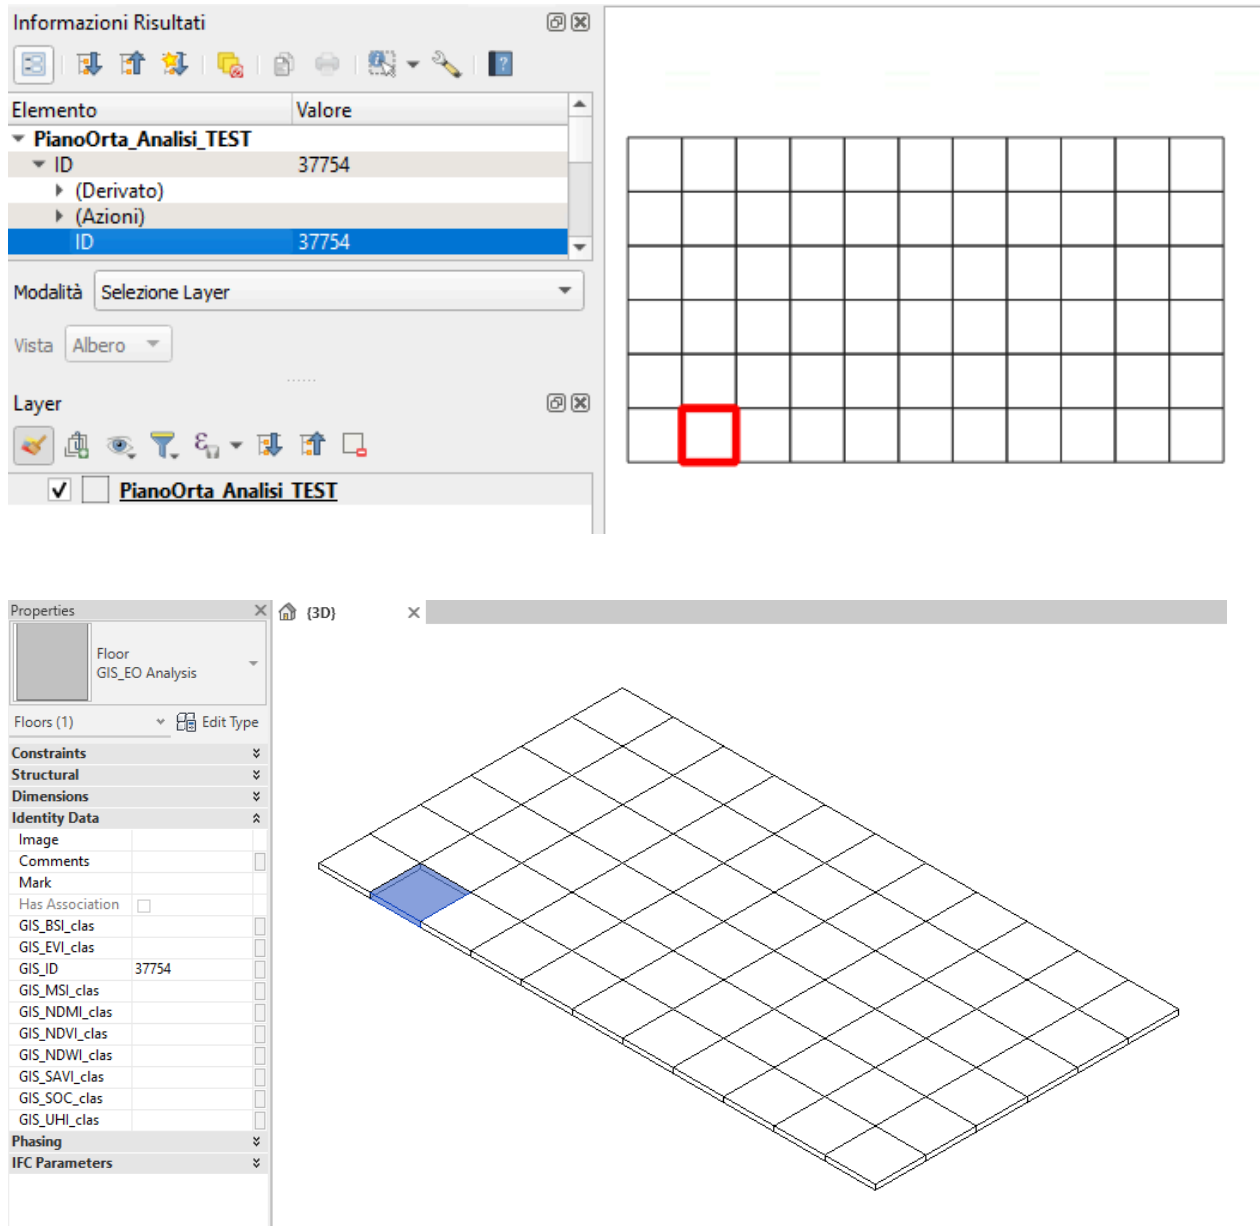 Informazioni Risultati
Elemento Valore
PianoOrta_Analisi_TEST
ID 37754
(Derivato)
(Azioni)
ID 37754
Modalità Selezione Layer
Vista Albero
Layer
ε
PianoOrta_Analisi_TEST
Properties
{3D}
Floor
GIS_EO Analysis
Floors (1) Edit Type
Constraints
Structural
Dimensions
Identity Data
Image
Comments
Mark
Has Association
GIS_BSI_clas
GIS_EVI_clas
GIS_ID 37754
GIS_MSI_clas
GIS_NDMI_clas
GIS_NDVI_clas
GIS_NDWI_clas
GIS_SAVI_clas
GIS_SOC_clas
GIS_UHI_clas
Phasing
IFC Parameters